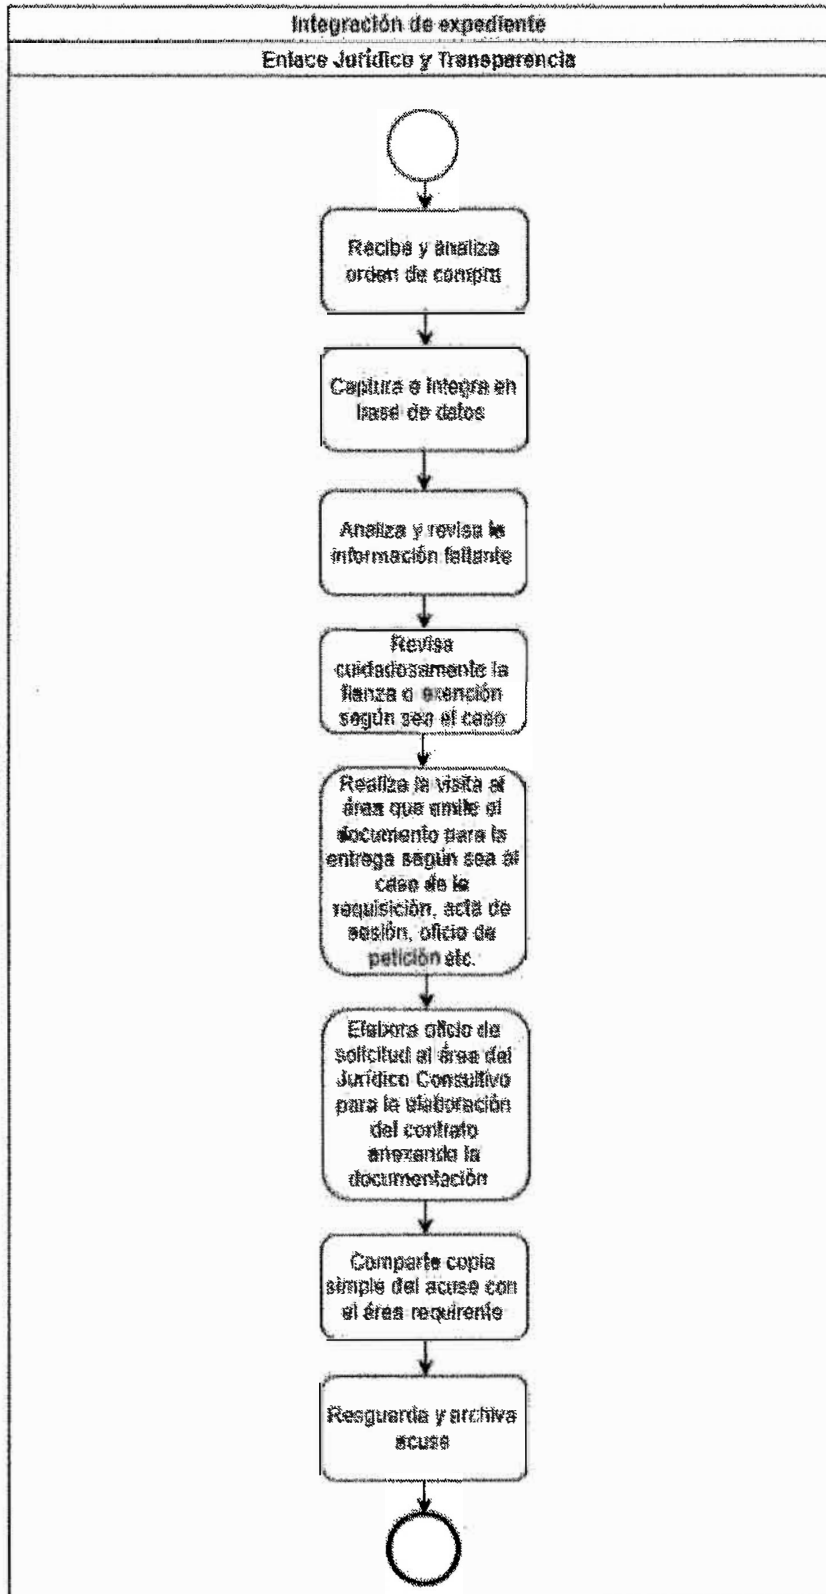 Integración de expediente
Enlace Jurídico y Transparencia
Recibe y analiza
orden de compra
Captura e integra en
base de datos
Analiza y revisa la
información faltante
Revisa
cuidadosamente la
fianza o exención
según sea el caso
Realiza la visita al
área que emite el
documento para la
entrega según sea el
caso de la
requisición, acta de
sesión, oficio de
petición etc.
Elabora oficio de
solicitud al área del
Jurídico Consultivo
para la elaboración
del contrato
anexando la
documentación
Comparte copia
simple del acuse con
el área requirente
Resguarda y archiva
acuse